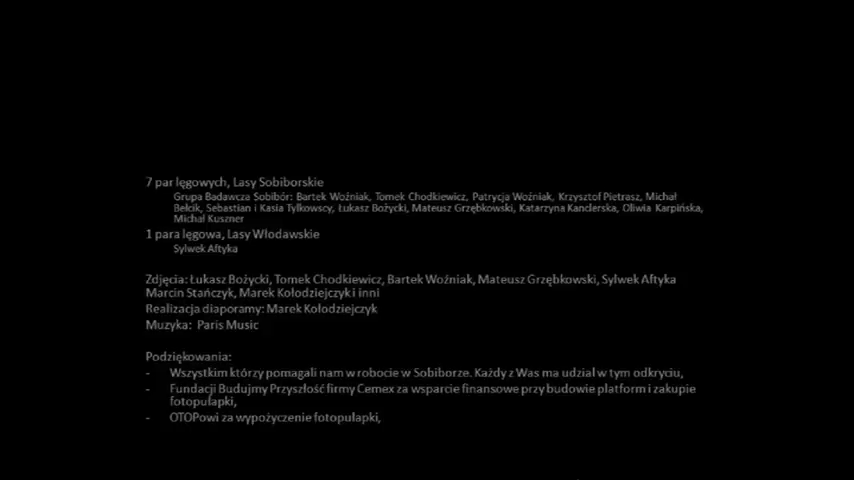 7 par lęgowych, Lasy Sobiborskie
Grupa Badawcza Sobibór: Bartek Woźniak, Tomek Chodkiewicz, Patrycja Woźniak, Krzysztof Pietrasz, Michał
Bełcik, Sebastian i Kasia Tylkowscy, Łukasz Bożycki, Mateusz Grzębkowski, Katarzyna Kanclerska, Oliwia Karpińska,
Michał Kuszner
1 para lęgowa, Lasy Włodawskie
Sylwek Aftyka
Zdjęcia: Łukasz Bożycki, Tomek Chodkiewicz, Bartek Woźniak, Mateusz Grzębkowski, Sylwek Aftyka
Marcin Stańczyk, Marek Kołodziejczyk i inni
Realizacja diaporamy: Marek Kołodziejczyk
Muzyka: Paris Music
Podziękowania:
- Wszystkim którzy pomagali nam w robocie w Sobiborze. Każdy z Was ma udział w tym odkryciu,
- Fundacji Budujmy Przyszłość firmy Cemex za wsparcie finansowe przy budowie platform i zakupie
fotopułapki,
- OTOPowi za wypożyczenie fotopułapki,